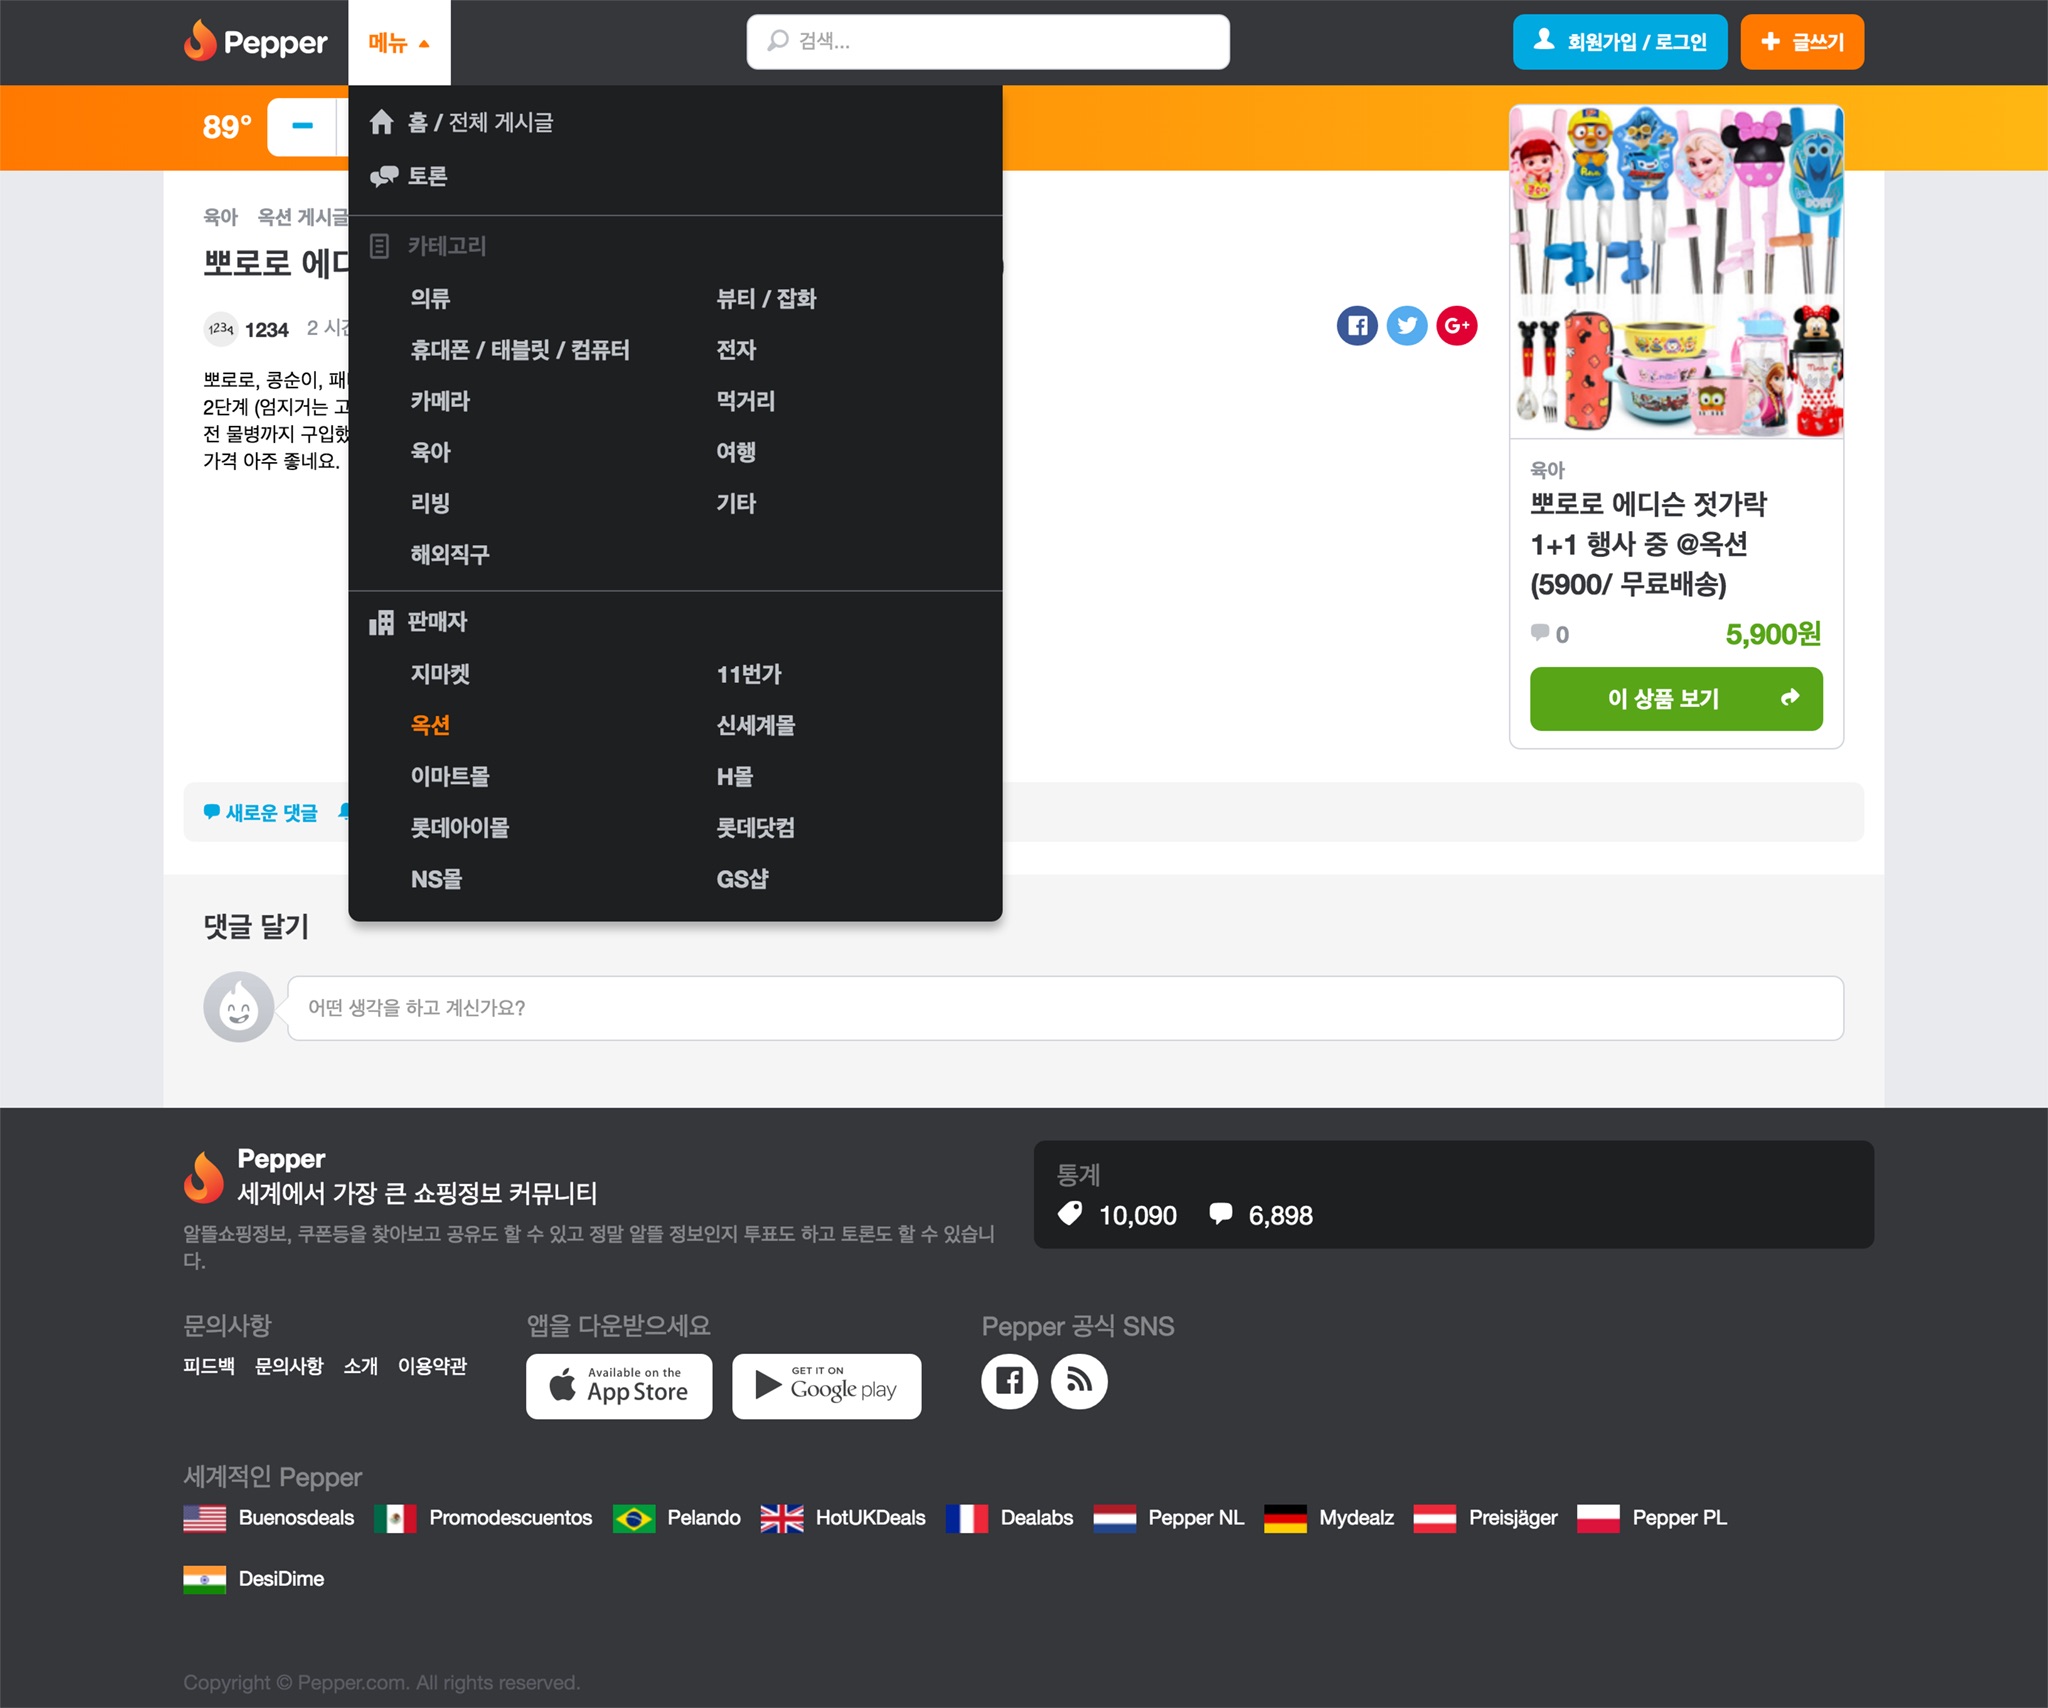 Pepper
메뉴
검색...
회원가입 / 로그인
글쓰기
89°
홈 / 전체 게시글
토론
카테고리
의류
뷰티 / 잡화
휴대폰 / 태블릿 / 컴퓨터
전자
카메라
먹거리
육아
여행
리빙
기타
해외직구
판매자
지마켓
11번가
옥션
신세계몰
이마트몰
H몰
롯데아이몰
롯데닷컴
NS몰
GS샵
육아 옥션 게시글
뽀로로
1234
1234 2
뽀로로, 콩순이,
2단계 (엄지거는
전 물병까지
가격 아주 좋네요.
육아
뽀로로 에디슨 젓가락
1+1 행사 중 @옥션
(5900/ 무료배송)
0
5,900원
이 상품 보기
새로운 댓글
댓글 달기
어떤 생각을 하고 계신가요?
Pepper
세계에서 가장 큰 쇼핑정보 커뮤니티
알뜰쇼핑정보, 쿠폰등을 찾아보고 공유도 할 수 있고 정말 알뜰 정보인지 투표도 하고 토론도 할 수 있습니
다.
통계
10,090 6,898
문의사항
피드백 문의사항 소개 이용약관
앱을 다운받으세요
Available on the
App Store
GET IT ON
Google play
Pepper 공식 SNS
세계적인 Pepper
Buenosdeals Promodescuentos Pelando HotUKDeals Dealabs Pepper NL Mydealz Preisjäger Pepper PL
DesiDime
Copyright © Pepper.com. All rights reserved.